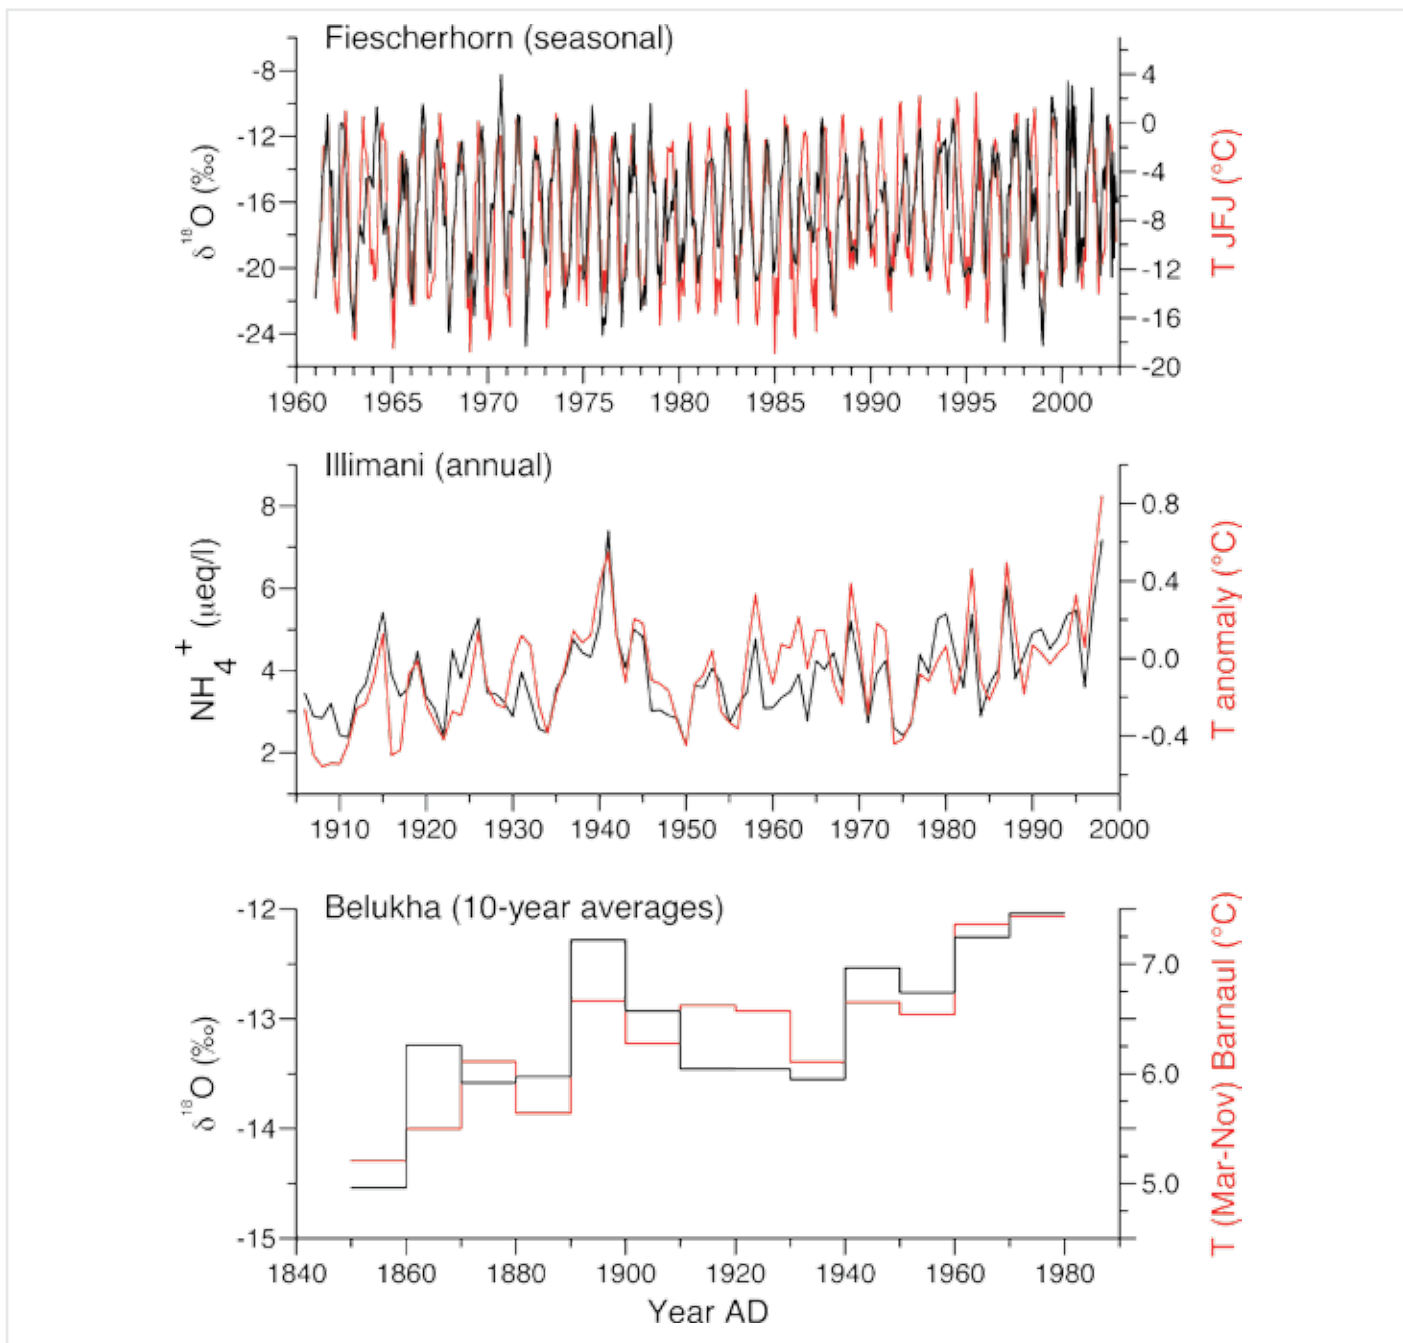 Fiescherhorn (seasonal)
δ¹⁸O (‰)
-8
-12
-16
-20
-24
T JFJ (°C)
4
0
-4
-8
-12
-16
-20
1960 1965 1970 1975 1980 1985 1990 1995 2000
Illimani (annual)
NH₄⁺ (µeq/l)
8
6
4
2
T anomaly (°C)
0.8
0.4
0.0
-0.4
1910 1920 1930 1940 1950 1960 1970 1980 1990 2000
Belukha (10-year averages)
δ¹⁸O (‰)
-12
-13
-14
-15
T (Mar-Nov) Barnaul (°C)
7.0
6.0
5.0
1840 1860 1880 1900 1920 1940 1960 1980
Year AD